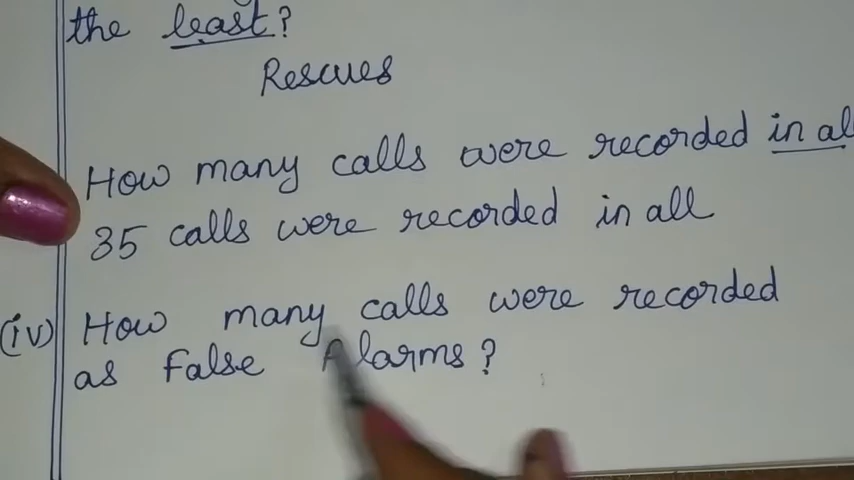 the least?
Rescues
How many calls were recorded in al
35 calls were recorded in all
(iv) How many calls were recorded
as False Alarms?